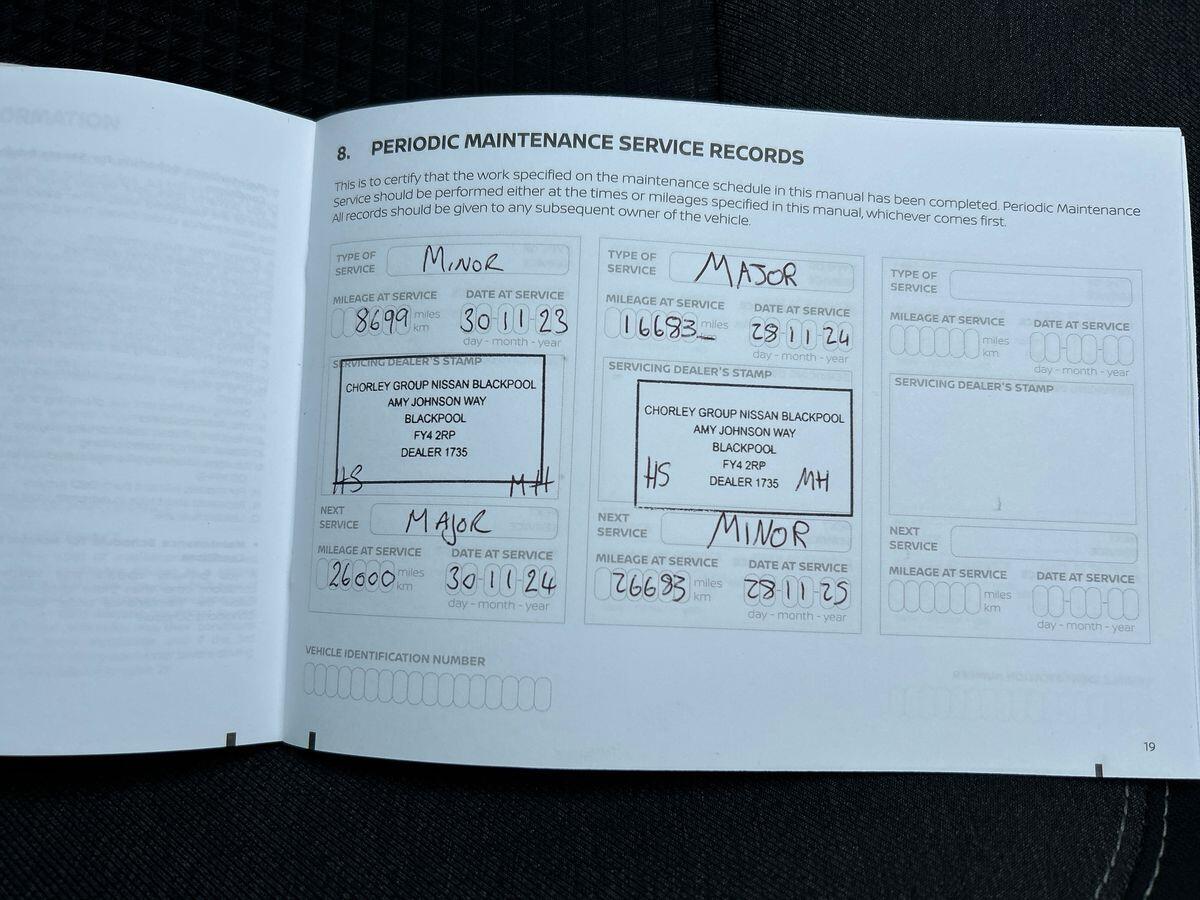 ORMATION
8. PERIODIC MAINTENANCE SERVICE RECORDS
This is to certify that the work specified on the maintenance schedule in this manual has been completed. Periodic Maintenance
Service should be performed either at the times or mileages specified in this manual, whichever comes first.
All records should be given to any subsequent owner of the vehicle.
TYPE OF
SERVICE
MINOR
MILEAGE AT SERVICE
DATE AT SERVICE
8699 miles
km
30-11-23
day - month - year
SERVICING DEALER'S STAMP
CHORLEY GROUP NISSAN BLACKPOOL
AMY JOHNSON WAY
BLACKPOOL
FY4 2RP
DEALER 1735
HS
MH
NEXT
SERVICE
MAJOR
MILEAGE AT SERVICE
DATE AT SERVICE
26000 miles
km
30-11-24
day - month - year
TYPE OF
SERVICE
MAJOR
MILEAGE AT SERVICE
DATE AT SERVICE
16683 miles
km
28-11-24
day - month - year
SERVICING DEALER'S STAMP
CHORLEY GROUP NISSAN BLACKPOOL
AMY JOHNSON WAY
BLACKPOOL
FY4 2RP
DEALER 1735
HS
MH
NEXT
SERVICE
MINOR
MILEAGE AT SERVICE
DATE AT SERVICE
26683 miles
km
28-11-25
day - month - year
TYPE OF
SERVICE
MILEAGE AT SERVICE
DATE AT SERVICE
miles
km
day - month - year
SERVICING DEALER'S STAMP
NEXT
SERVICE
MILEAGE AT SERVICE
DATE AT SERVICE
miles
km
day - month - year
VEHICLE IDENTIFICATION NUMBER
19